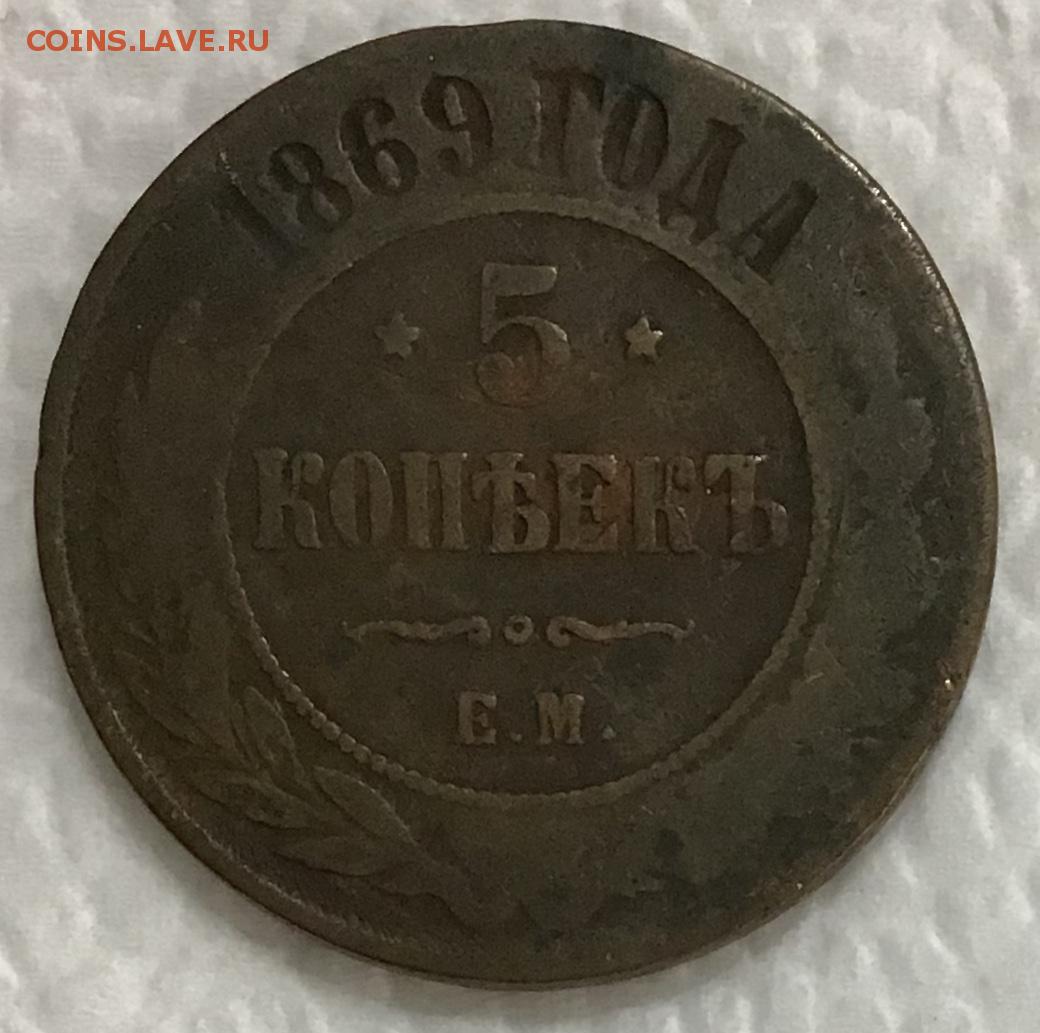 COINS.LAVE.RU
1869 ГОДА
* 5 *
КОПѢЕКЪ
Е.М.